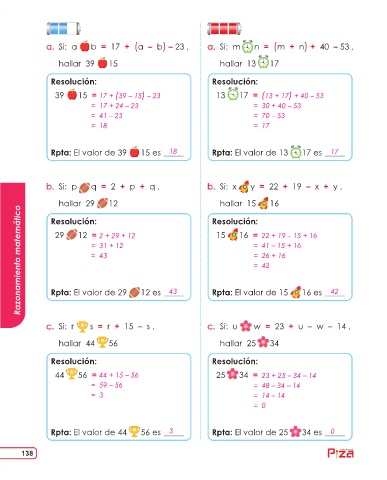 a. Si: a b = 17 + (a – b) – 23 ,
hallar 39 15
Resolución:
39 15 = 17 + (39 – 15) – 23
= 17 + 24 – 23
= 41 – 23
= 18
Rpta: El valor de 39 15 es 18
a. Si: m n = (m + n) + 40 – 53 ,
hallar 13 17
Resolución:
13 17 = (13 + 17) + 40 – 53
= 30 + 40 – 53
= 70 – 53
= 17
Rpta: El valor de 13 17 es 17
b. Si: p q = 2 + p + q ,
hallar 29 12
Resolución:
29 12 = 2 + 29 + 12
= 31 + 12
= 43
Rpta: El valor de 29 12 es 43
b. Si: x y = 22 + 19 – x + y ,
hallar 15 16
Resolución:
15 16 = 22 + 19 – 15 + 16
= 41 – 15 + 16
= 26 + 16
= 42
Rpta: El valor de 15 16 es 42
c. Si: r s = r + 15 – s ,
hallar 44 56
Resolución:
44 56 = 44 + 15 – 56
= 59 – 56
= 3
Rpta: El valor de 44 56 es 3
c. Si: u w = 23 + u – w – 14 ,
hallar 25 34
Resolución:
25 34 = 23 + 25 – 34 – 14
= 48 – 34 – 14
= 14 – 14
= 0
Rpta: El valor de 25 34 es 0
Razonamiento matemático
138
Piza